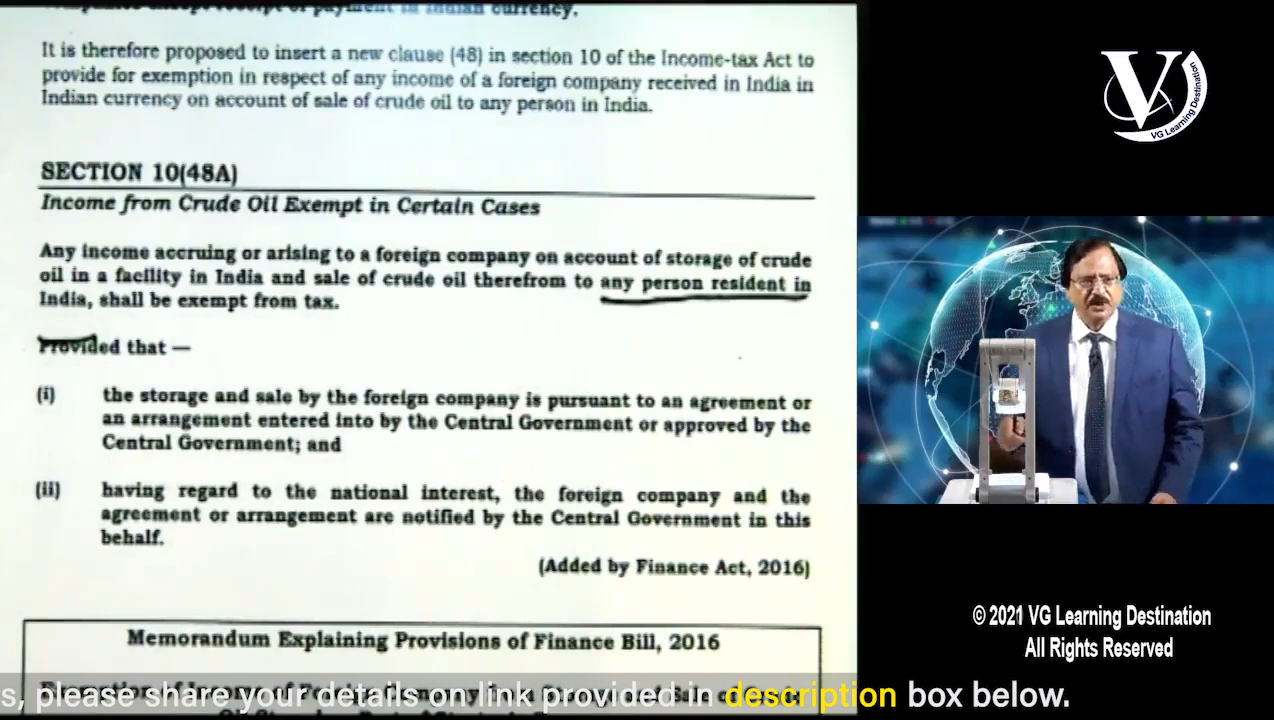 receipt of payment in Indian currency.
It is therefore proposed to insert a new clause (48) in section 10 of the Income-tax Act to
provide for exemption in respect of any income of a foreign company received in India in
Indian currency on account of sale of crude oil to any person in India.
SECTION 10(48A)
Income from Crude Oil Exempt in Certain Cases
Any income accruing or arising to a foreign company on account of storage of crude
oil in a facility in India and sale of crude oil therefrom to any person resident in
India, shall be exempt from tax.
Provided that —
(i) the storage and sale by the foreign company is pursuant to an agreement or
an arrangement entered into by the Central Government or approved by the
Central Government; and
(ii) having regard to the national interest, the foreign company and the
agreement or arrangement are notified by the Central Government in this
behalf.
(Added by Finance Act, 2016)
Memorandum Explaining Provisions of Finance Bill, 2016
s, please share your details on link provided in description box below.
V
VG Learning Destination
© 2021 VG Learning Destination
All Rights Reserved